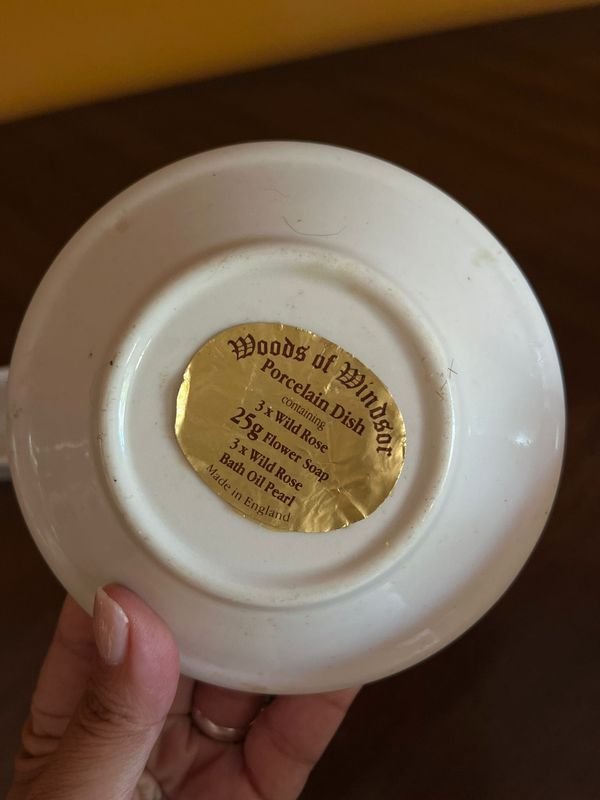 Woods of Windsor
Porcelain Dish
containing
3 x Wild Rose
25g Flower Soap
3 x Wild Rose
Bath Oil Pearl
Made in England